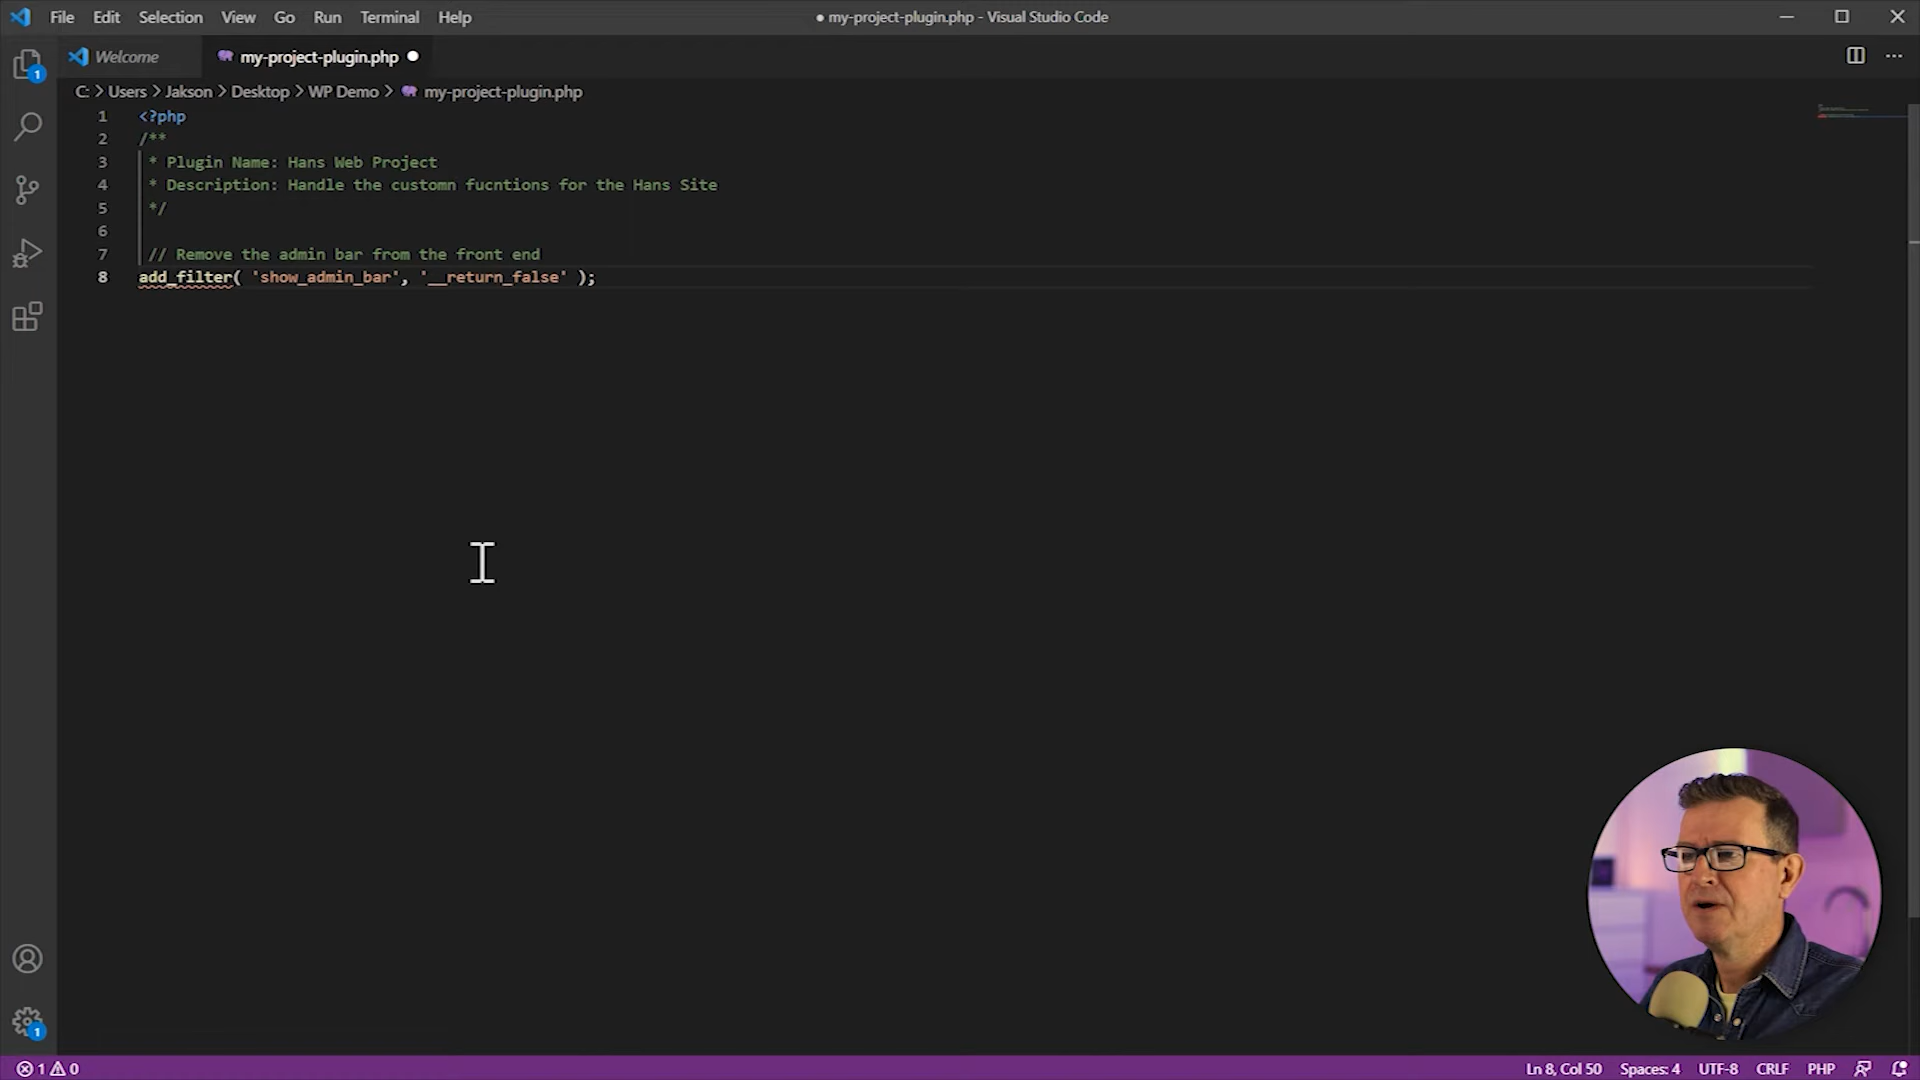 File Edit Selection View Go Run Terminal Help
● my-project-plugin.php - Visual Studio Code
Welcome
my-project-plugin.php
C: > Users > Jakson > Desktop > WP Demo > my-project-plugin.php
1 <?php
2 /**
3 * Plugin Name: Hans Web Project
4 * Description: Handle the customn fucntions for the Hans Site
5 */
6
7 // Remove the admin bar from the front end
8 add_filter( 'show_admin_bar', '__return_false' );
1
1
1 0
Ln 8, Col 50 Spaces: 4 UTF-8 CRLF PHP